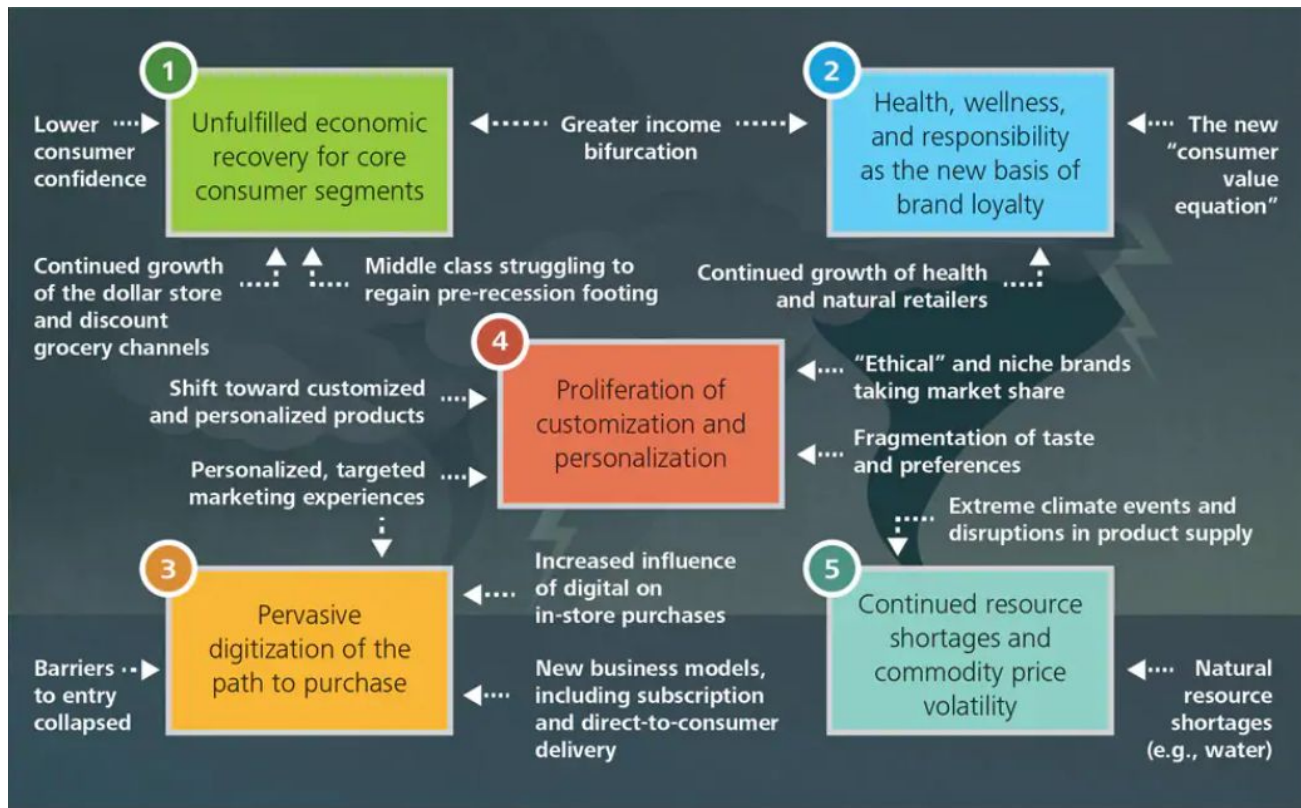 1
Unfulfilled economic
recovery for core
consumer segments
Lower
consumer
confidence
Greater income
bifurcation
2
Health, wellness,
and responsibility
as the new basis of
brand loyalty
The new
“consumer
value
equation”
Continued growth
of the dollar store
and discount
grocery channels
Middle class struggling to
regain pre-recession footing
Continued growth of health
and natural retailers
4
Proliferation of
customization and
personalization
Shift toward customized
and personalized products
Personalized, targeted
marketing experiences
“Ethical” and niche brands
taking market share
Fragmentation of taste
and preferences
Extreme climate events and
disruptions in product supply
3
Pervasive
digitization of the
path to purchase
Barriers
to entry
collapsed
Increased influence
of digital on
in-store purchases
New business models,
including subscription
and direct-to-consumer
delivery
5
Continued resource
shortages and
commodity price
volatility
Natural
resource
shortages
(e.g., water)